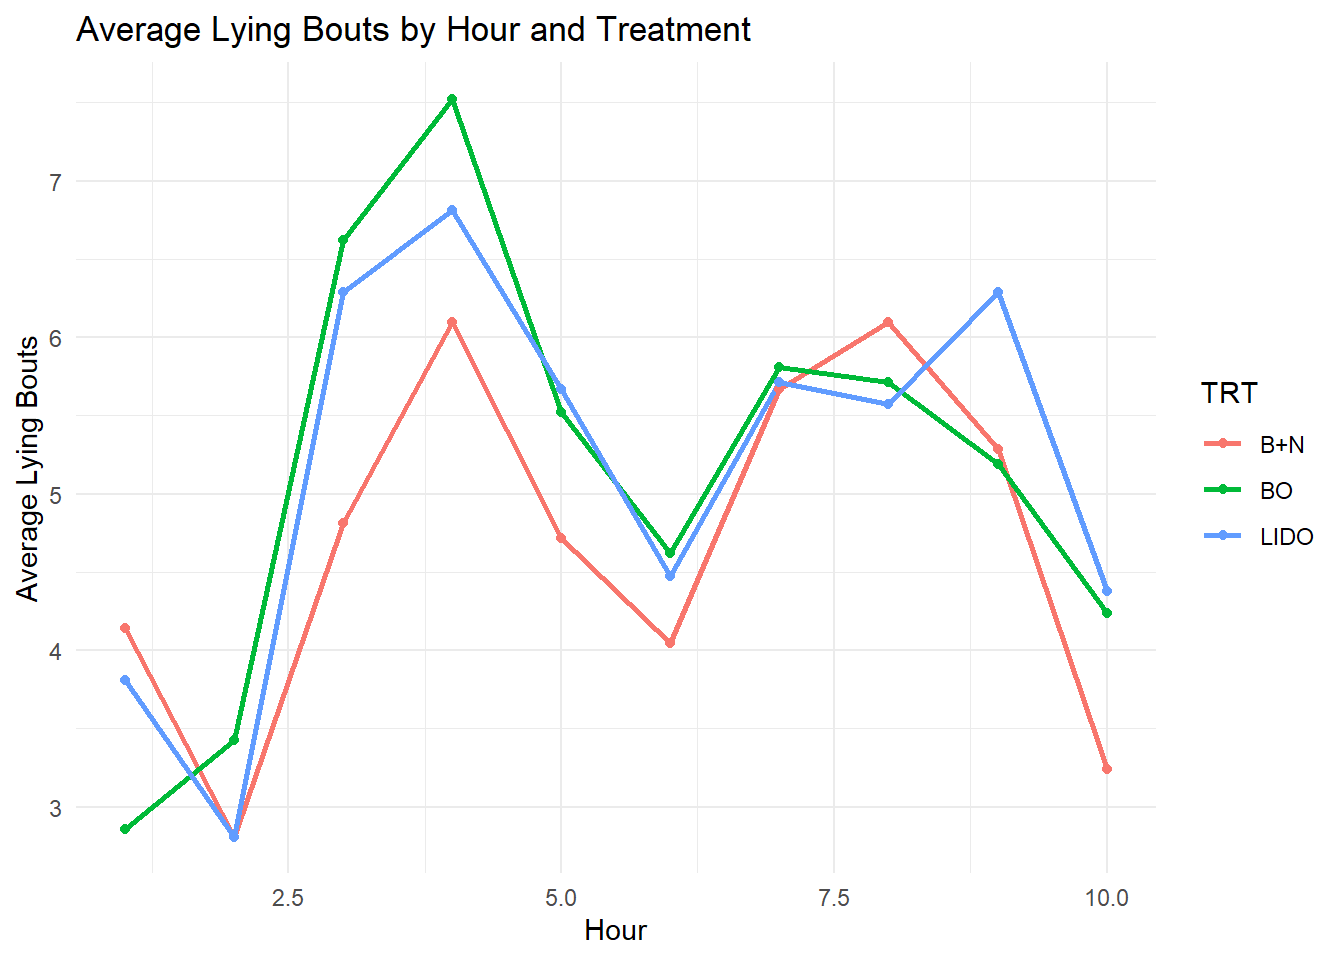 Average Lying Bouts by Hour and Treatment
Average Lying Bouts
7
6
5
4
3
2.5 5.0 7.5 10.0
Hour
TRT
B+N
BO
LIDO